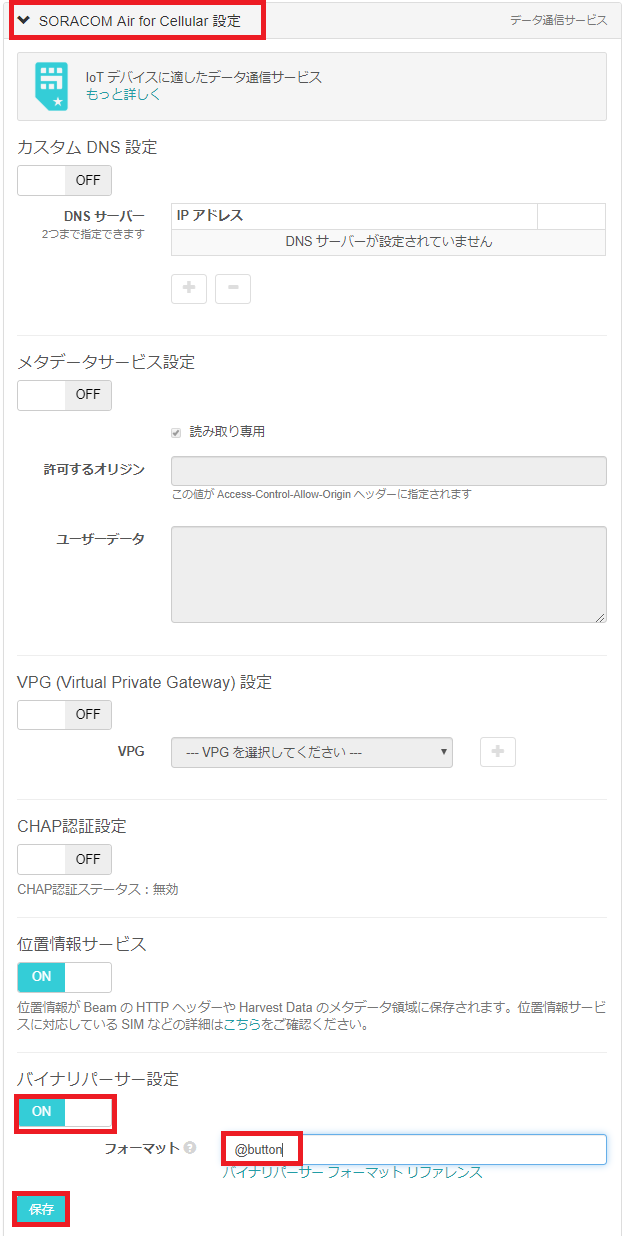 SORACOM Air for Cellular 設定
データ通信サービス
IoT デバイスに適したデータ通信サービス
もっと詳しく
カスタム DNS 設定
OFF
DNS サーバー
2つまで指定できます
IP アドレス
DNS サーバーが設定されていません
メタデータサービス設定
OFF
読み取り専用
許可するオリジン
この値が Access-Control-Allow-Origin ヘッダーに指定されます
ユーザーデータ
VPG (Virtual Private Gateway) 設定
OFF
VPG
--- VPG を選択してください ---
CHAP認証設定
OFF
CHAP認証ステータス：無効
位置情報サービス
ON
位置情報が Beam の HTTP ヘッダーや Harvest Data のメタデータ領域に保存されます。位置情報サービ
スに対応している SIM などの詳細はこちらをご確認ください。
バイナリパーサー設定
ON
フォーマット
@button
バイナリパーサー フォーマット リファレンス
保存